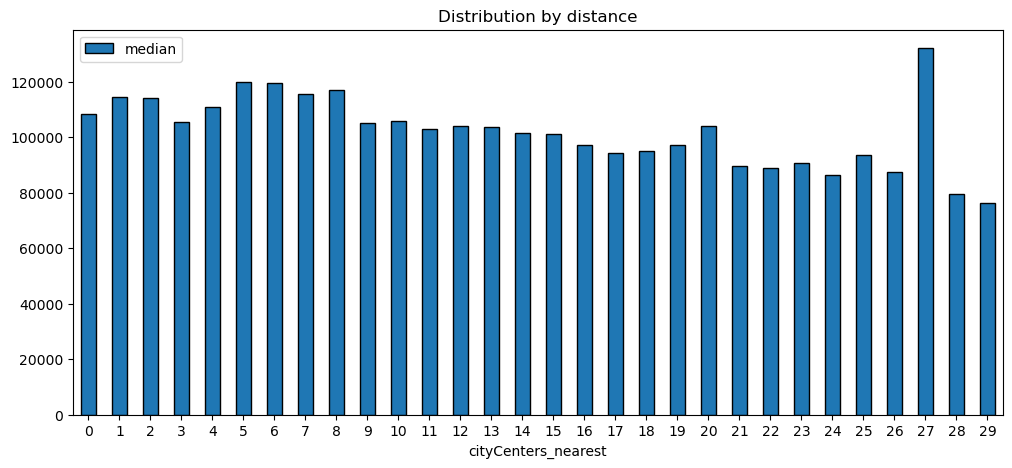 Distribution by distance
median
120000
100000
80000
60000
40000
20000
0
0 1 2 3 4 5 6 7 8 9 10 11 12 13 14 15 16 17 18 19 20 21 22 23 24 25 26 27 28 29
cityCenters_nearest